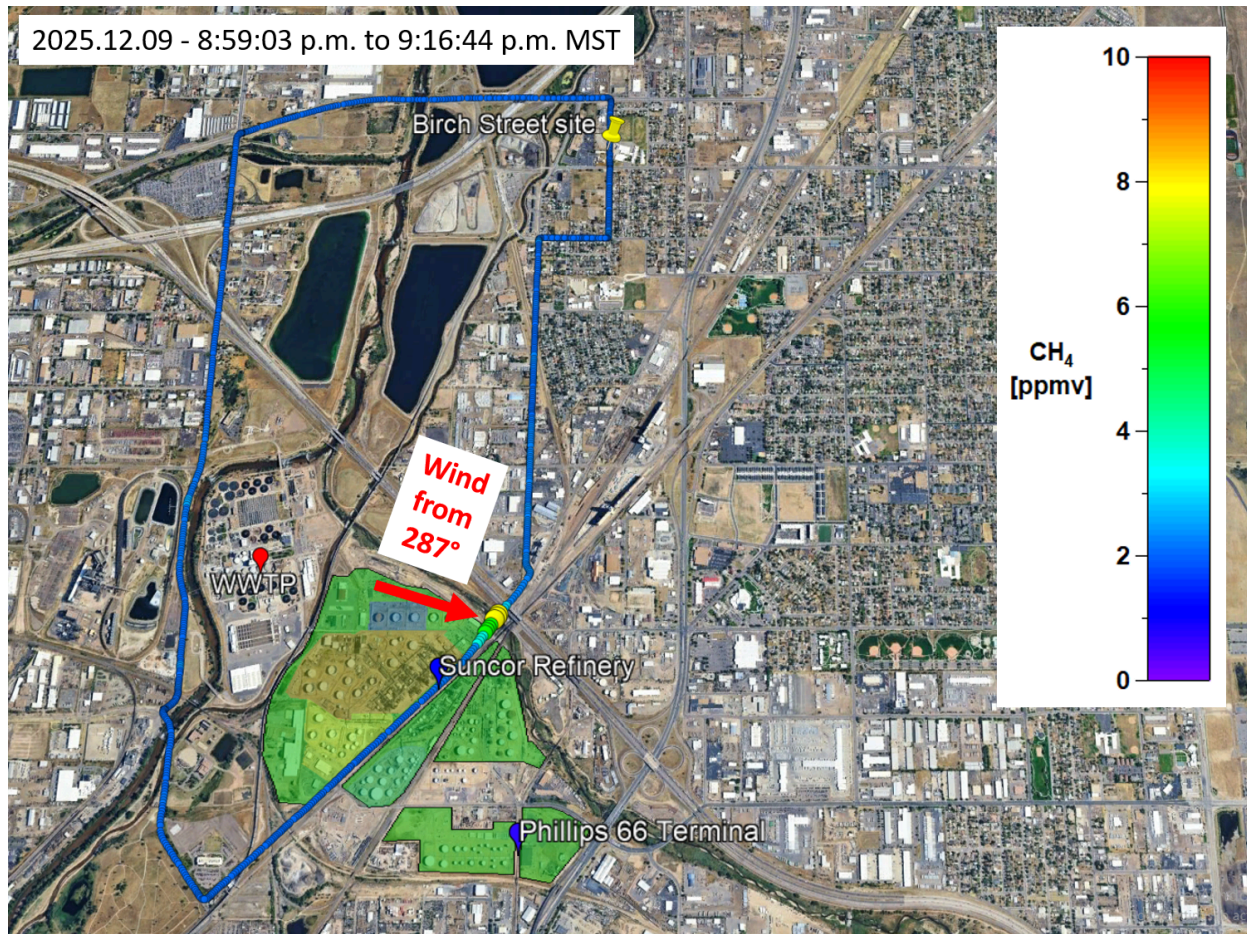 2025.12.09 - 8:59:03 p.m. to 9:16:44 p.m. MST
Birch Street site
10
8
6
CH₄
[ppmv]
4
2
0
Wind
from
287°
WWTP
Suncor Refinery
Phillips 66 Terminal